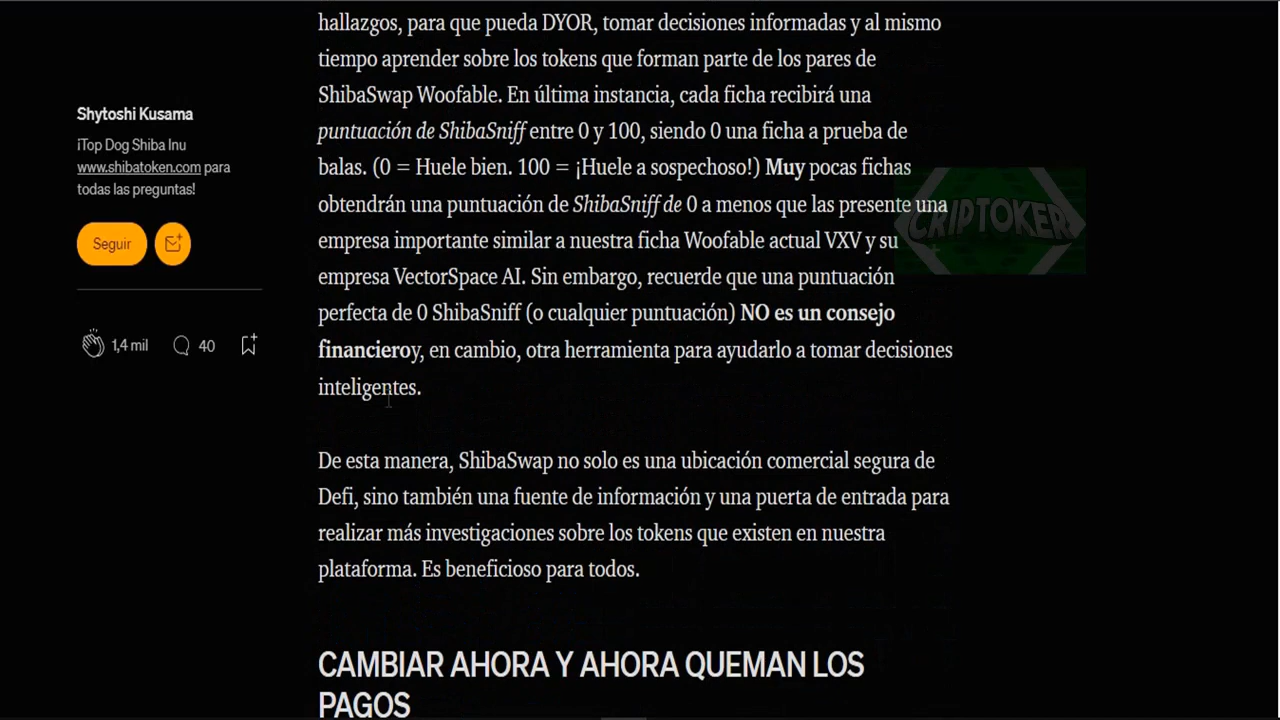 hallazgos, para que pueda DYOR, tomar decisiones informadas y al mismo
tiempo aprender sobre los tokens que forman parte de los pares de
ShibaSwap Woofable. En última instancia, cada ficha recibirá una
puntuación de ShibaSniff entre 0 y 100, siendo 0 una ficha a prueba de
balas. (0 = Huele bien. 100 = ¡Huele a sospechoso!) Muy pocas fichas
obtendrán una puntuación de ShibaSniff de 0 a menos que las presente una
empresa importante similar a nuestra ficha Woofable actual VXV y su
empresa VectorSpace AI. Sin embargo, recuerde que una puntuación
perfecta de 0 ShibaSniff (o cualquier puntuación) NO es un consejo
financieroy, en cambio, otra herramienta para ayudarlo a tomar decisiones
inteligentes.
De esta manera, ShibaSwap no solo es una ubicación comercial segura de
Defi, sino también una fuente de información y una puerta de entrada para
realizar más investigaciones sobre los tokens que existen en nuestra
plataforma. Es beneficioso para todos.
CAMBIAR AHORA Y AHORA QUEMAN LOS
PAGOS
Shytoshi Kusama
iTop Dog Shiba Inu
www.shibatoken.com para
todas las preguntas!
Seguir
1,4 mil
40
CRIPTOKER